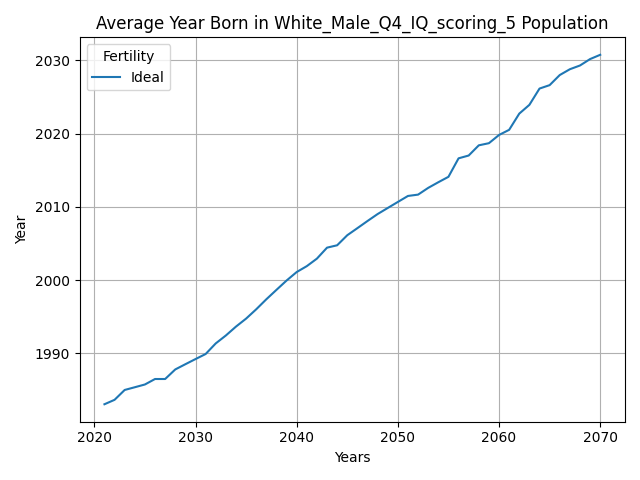 Average Year Born in White_Male_Q4_IQ_scoring_5 Population
Fertility
Ideal
2030
2020
2010
2000
1990
Year
2020 2030 2040 2050 2060 2070
Years